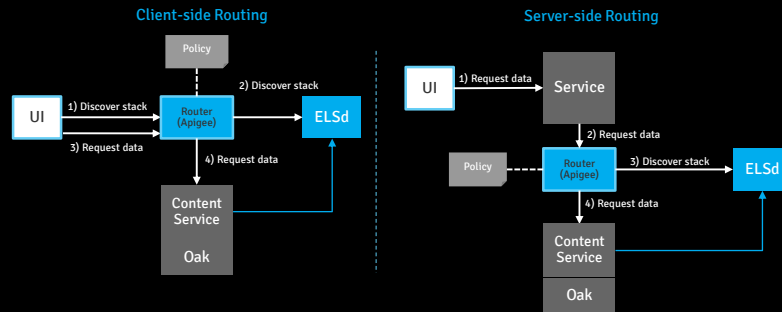 Client-side Routing
Policy
2) Discover stack
UI
1) Discover stack
Router
(Apigee)
ELSd
3) Request data
4) Request data
Content
Service
Oak
Server-side Routing
UI
1) Request data
Service
2) Request data
Policy
Router
(Apigee)
3) Discover stack
ELSd
4) Request data
Content
Service
Oak